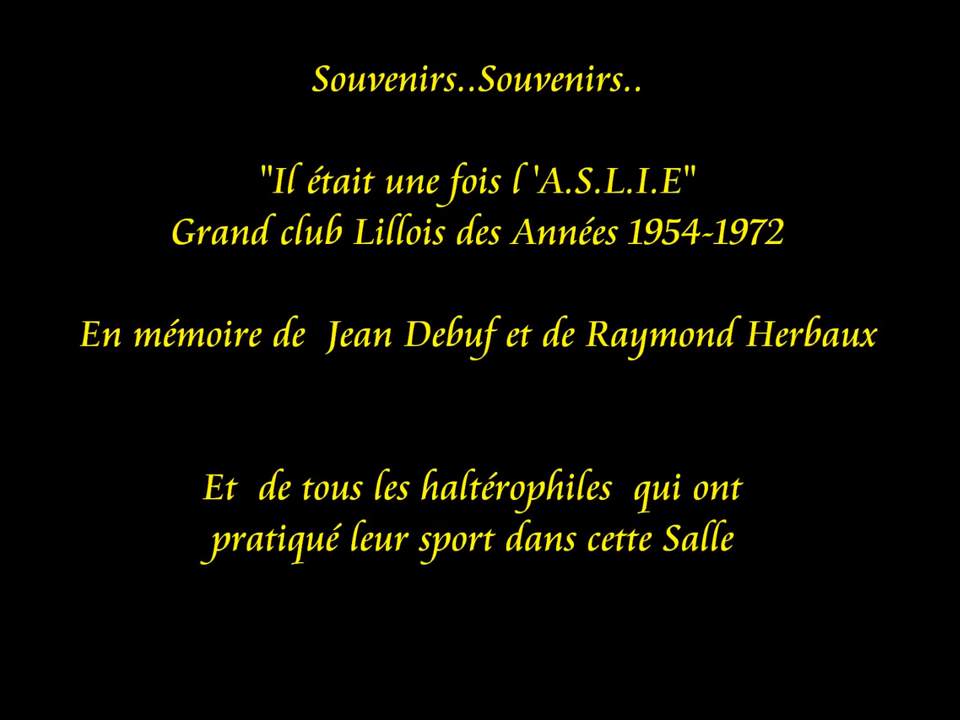 Souvenirs..Souvenirs..
"Il était une fois l 'A.S.L.I.E"
Grand club Lillois des Années 1954-1972
En mémoire de  Jean Debuf et de Raymond Herbaux
Et  de tous les haltérophiles  qui ont
pratiqué leur sport dans cette Salle